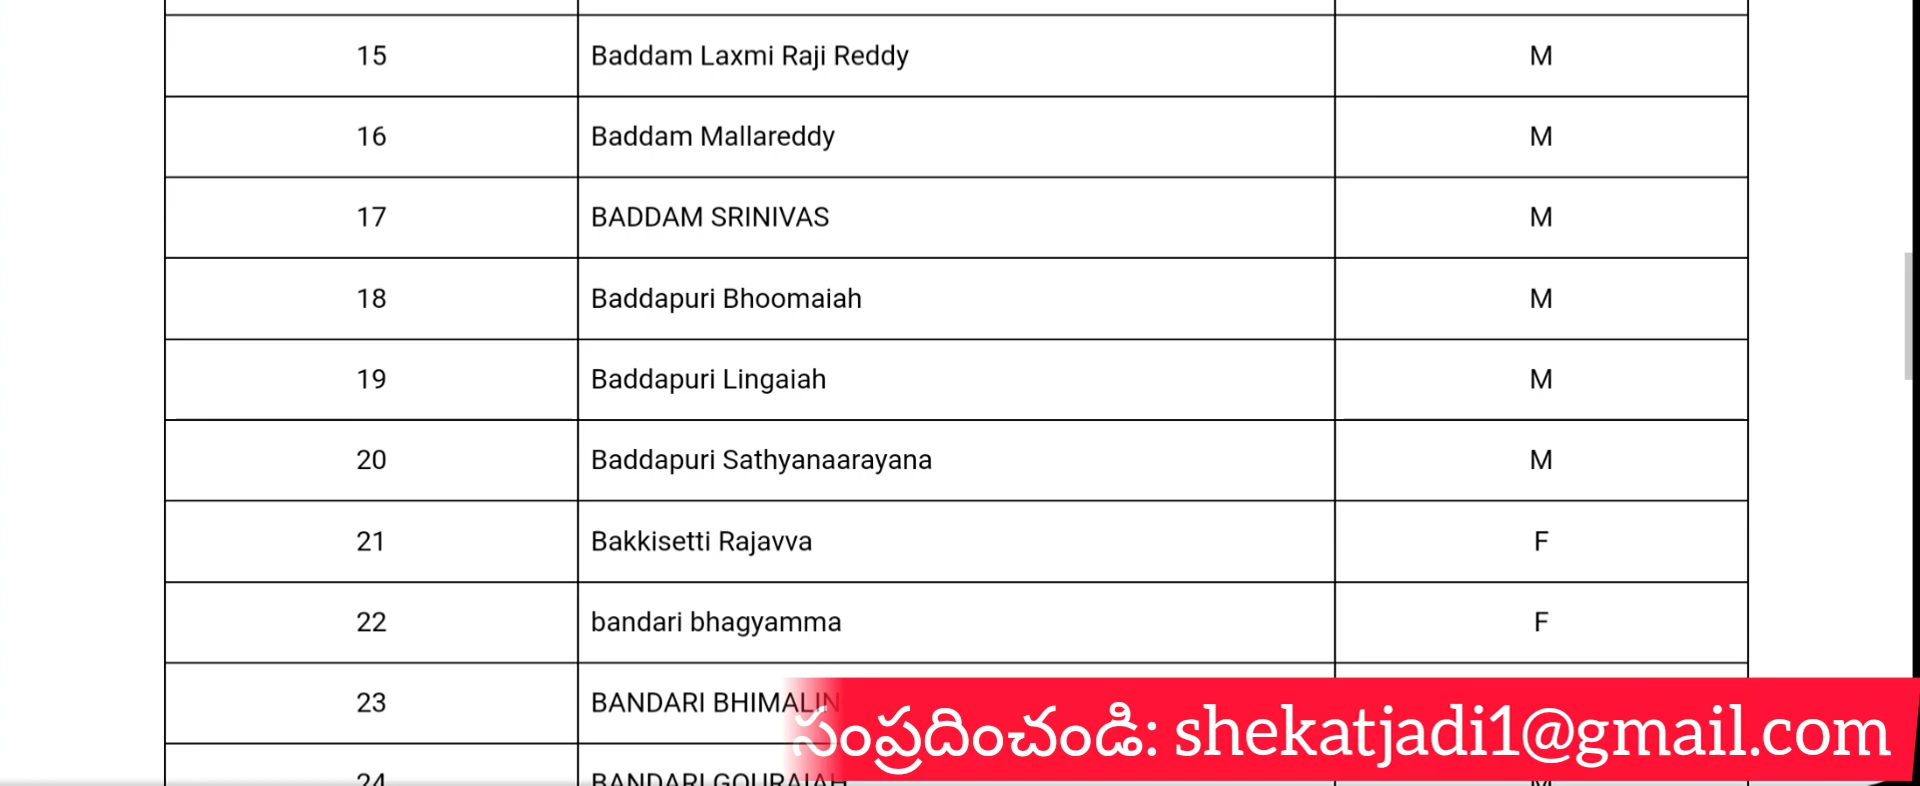 15 Baddam Laxmi Raji Reddy M
16 Baddam Mallareddy M
17 BADDAM SRINIVAS M
18 Baddapuri Bhoomaiah M
19 Baddapuri Lingaiah M
20 Baddapuri Sathyanaarayana M
21 Bakkisetti Rajavva F
22 bandari bhagyamma F
23 BANDARI BHIMALIN
సంప్రదించండి: shekatjadi1@gmail.com
24 BANDARI GOURAIAH M